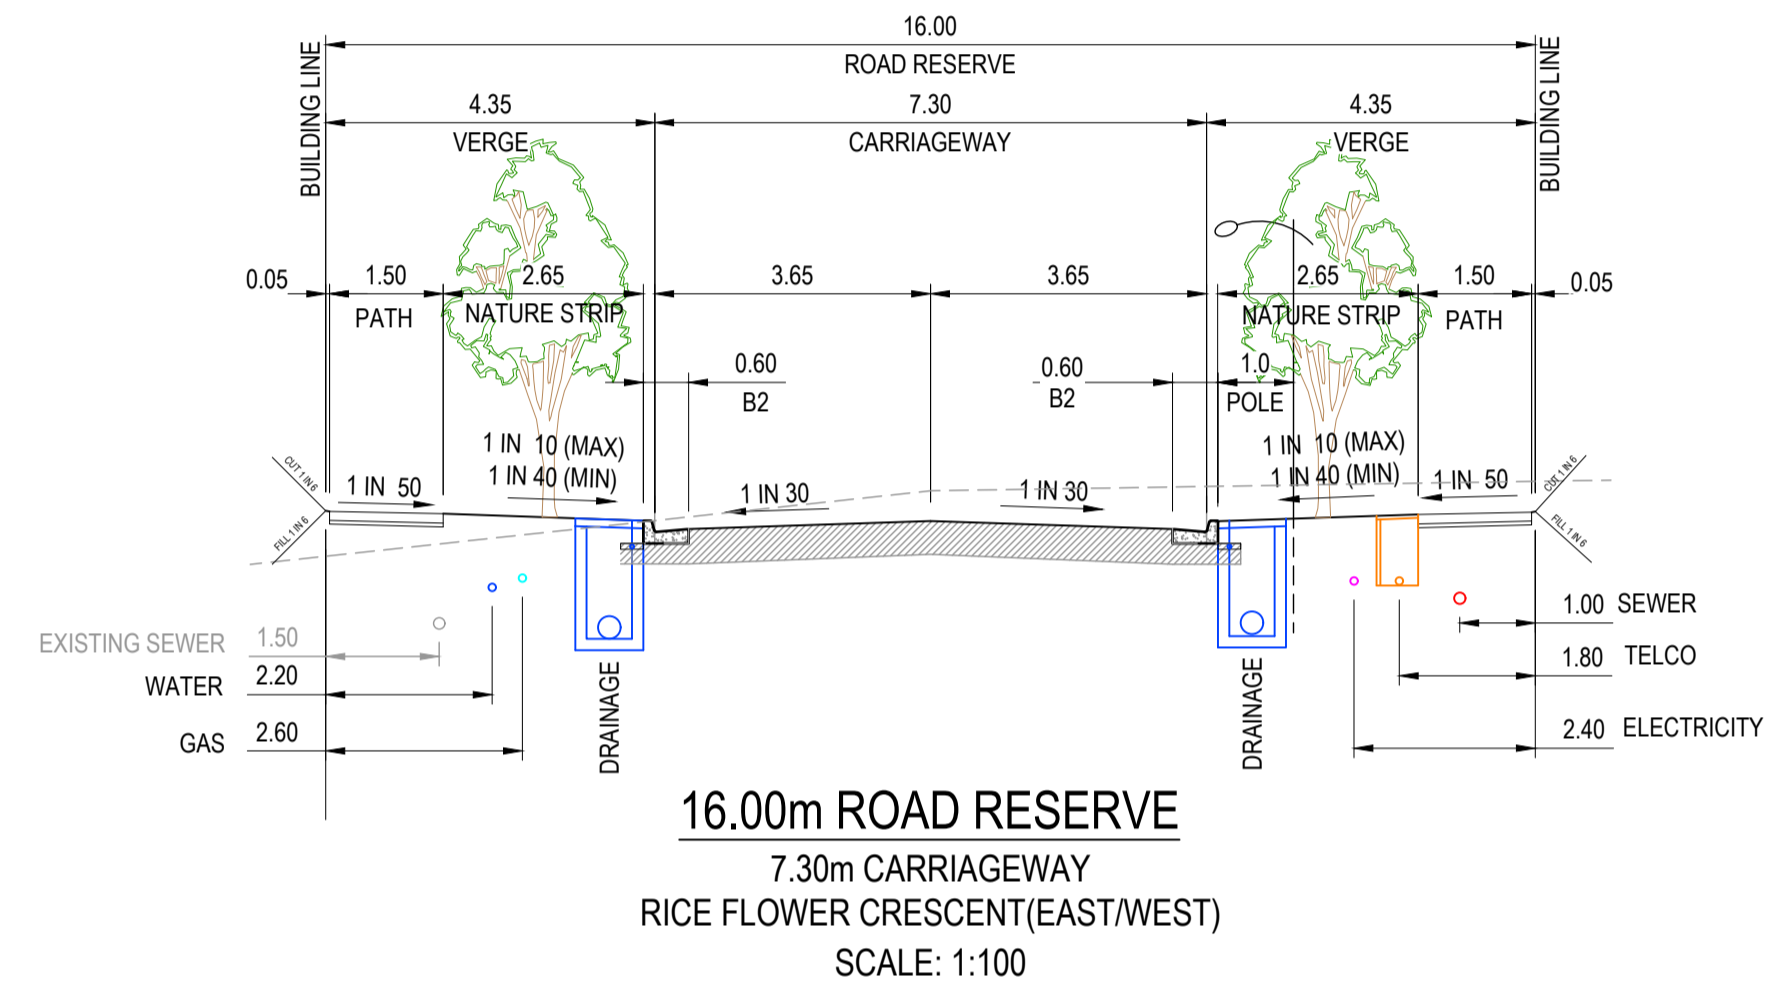 16.00
ROAD RESERVE
BUILDING LINE
BUILDING LINE
4.35
7.30
4.35
VERGE
CARRIAGEWAY
VERGE
0.05
1.50
2.65
3.65
3.65
2.65
1.50
0.05
PATH
NATURE STRIP
NATURE STRIP
PATH
0.60
B2
0.60
B2
1.0
POLE
1 IN 10 (MAX)
1 IN 40 (MIN)
1 IN 10 (MAX)
1 IN 40 (MIN)
CUT 1 IN 6
1 IN 50
1 IN 30
1 IN 30
1 IN 50
CUT 1 IN 6
FILL 1 IN 6
FILL 1 IN 6
EXISTING SEWER 1.50
WATER 2.20
GAS 2.60
DRAINAGE
DRAINAGE
1.00 SEWER
1.80 TELCO
2.40 ELECTRICITY
16.00m ROAD RESERVE
7.30m CARRIAGEWAY
RICE FLOWER CRESCENT(EAST/WEST)
SCALE: 1:100